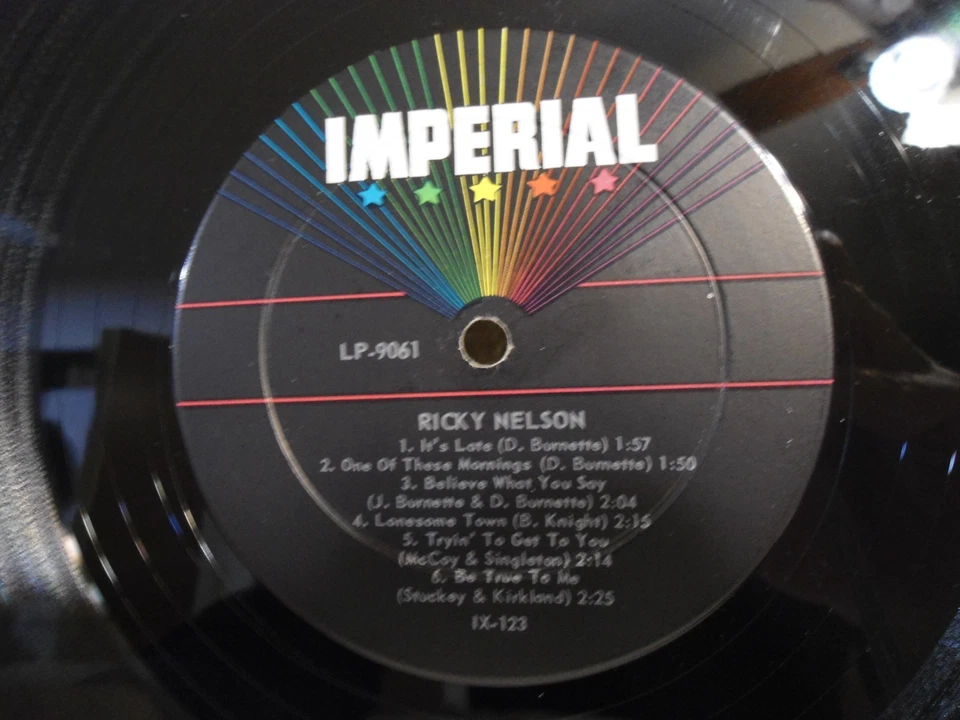 IMPERIAL
LP-9061
RICKY NELSON
1. It's Late (D. Burnette) 1:57
2. One Of These Mornings (D. Burnette) 1:50
3. Believe What You Say
(J. Burnette & D. Burnette) 2:04
4. Lonesome Town (B. Knight) 2:15
5. Tryin' To Get To You
(McCoy & Singleton) 2:14
6. Be True To Me
(Stuckey & Kirkland) 2:25
IX-123